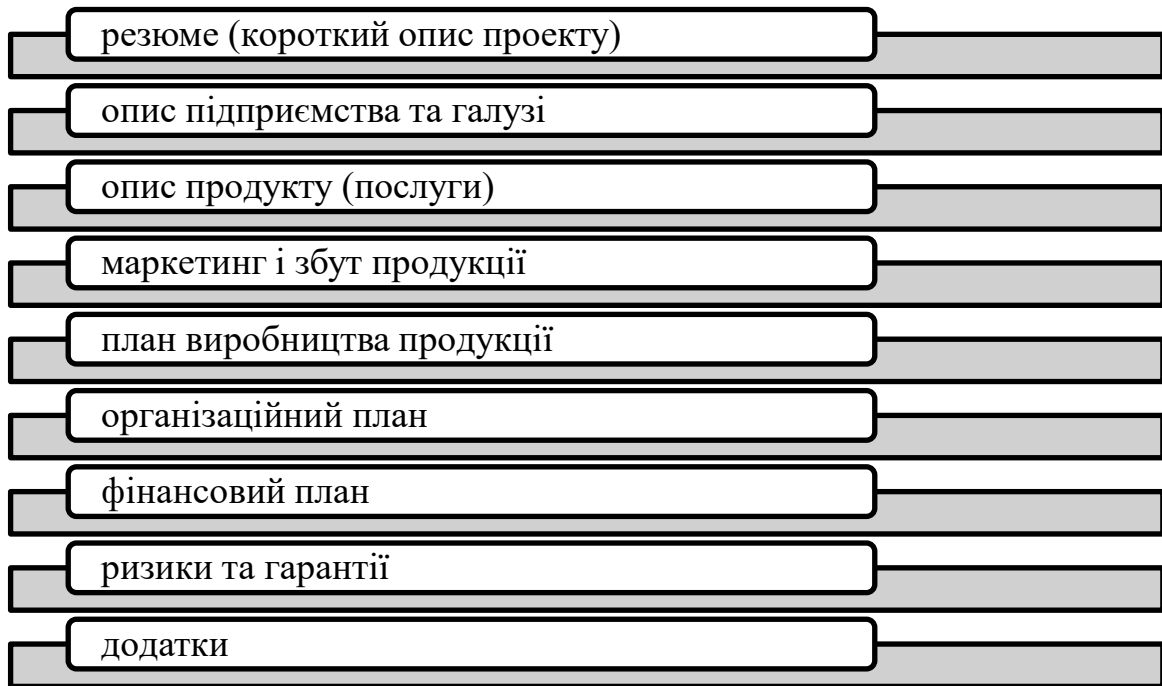 резюме (короткий опис проекту)
опис підприємства та галузі
опис продукту (послуги)
маркетинг і збут продукції
план виробництва продукції
організаційний план
фінансовий план
ризики та гарантії
додатки